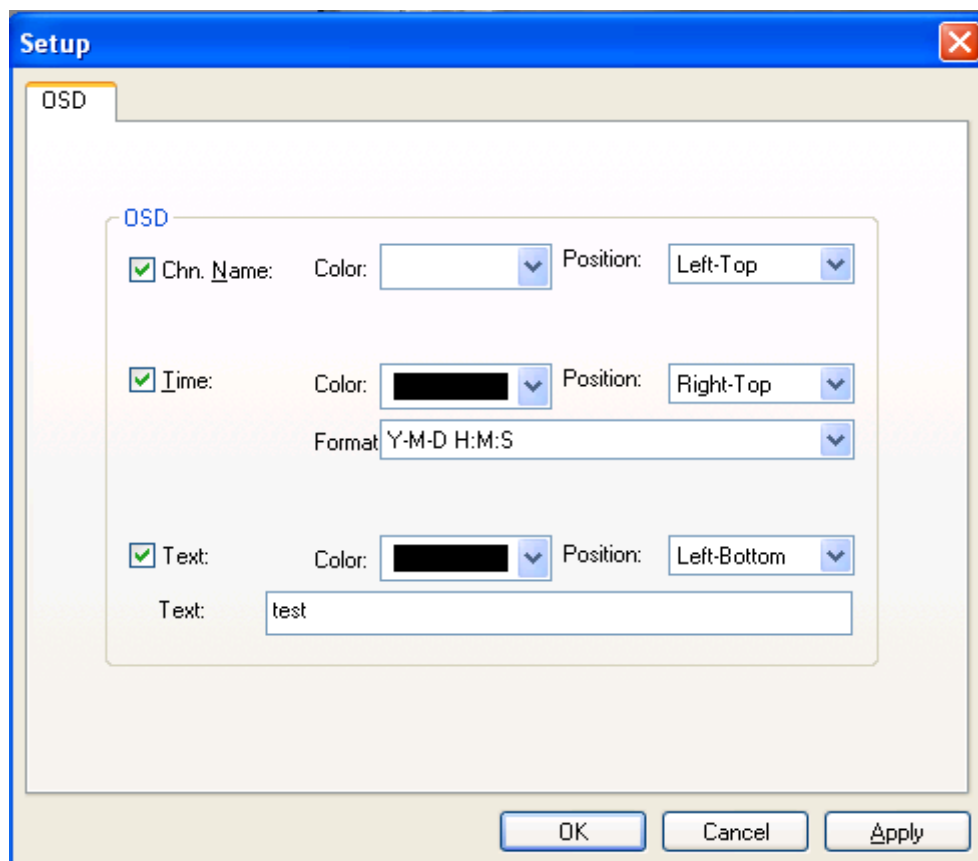 Setup
OSD
OSD
Chn. Name: Color: Position: Left-Top
Time: Color: Position: Right-Top
Format Y-M-D H:M:S
Text: Color: Position: Left-Bottom
Text: test
OK Cancel Apply